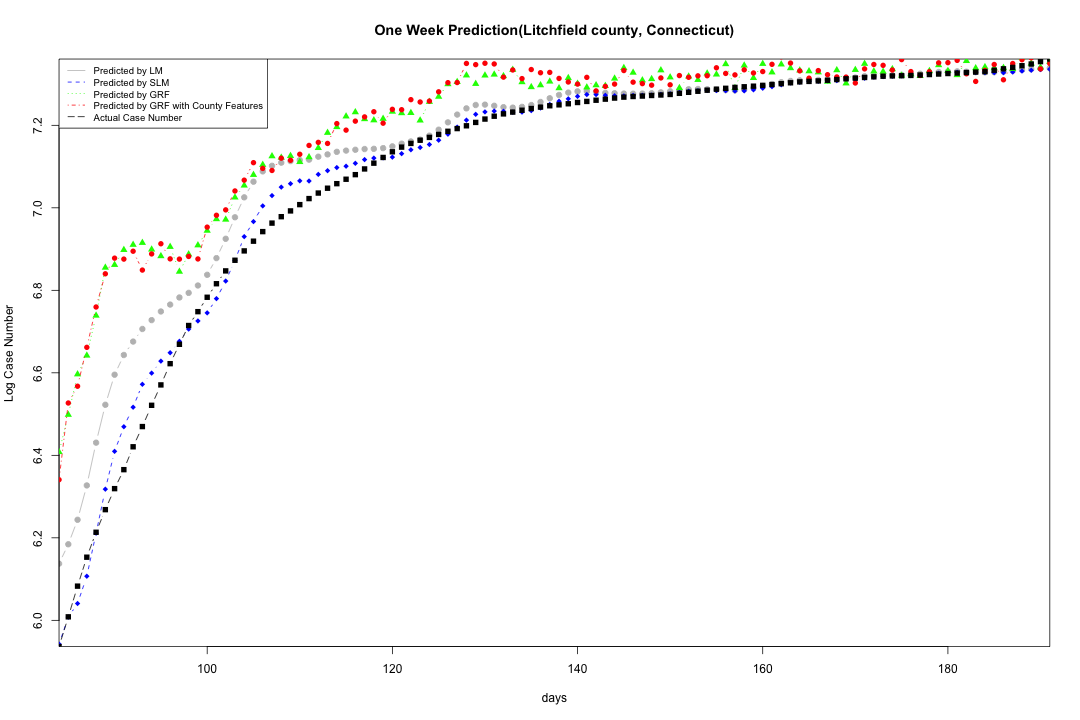 One Week Prediction(Litchfield county, Connecticut)
Predicted by LM
Predicted by SLM
Predicted by GRF
Predicted by GRF with County Features
Actual Case Number
Log Case Number
7.2
7.0
6.8
6.6
6.4
6.2
6.0
100 120 140 160 180
days